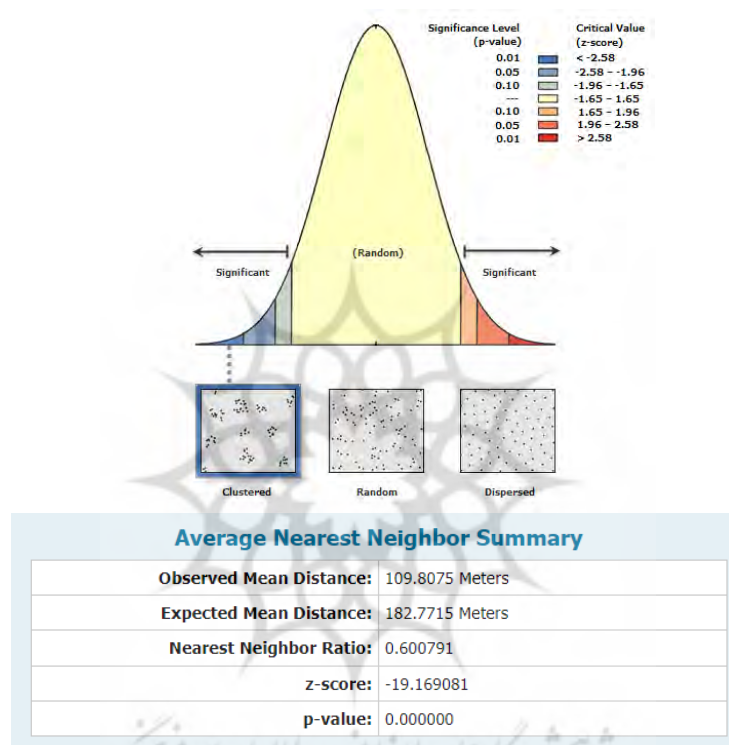 Significance Level (p-value) Critical Value (z-score)
0.01 < -2.58
0.05 -2.58 - -1.96
0.10 -1.96 - -1.65
--- -1.65 - 1.65
0.10 1.65 - 1.96
0.05 1.96 - 2.58
0.01 > 2.58
(Random)
Significant Significant
Clustered Random Dispersed
Average Nearest Neighbor Summary
Observed Mean Distance: 109.8075 Meters
Expected Mean Distance: 182.7715 Meters
Nearest Neighbor Ratio: 0.600791
z-score: -19.169081
p-value: 0.000000